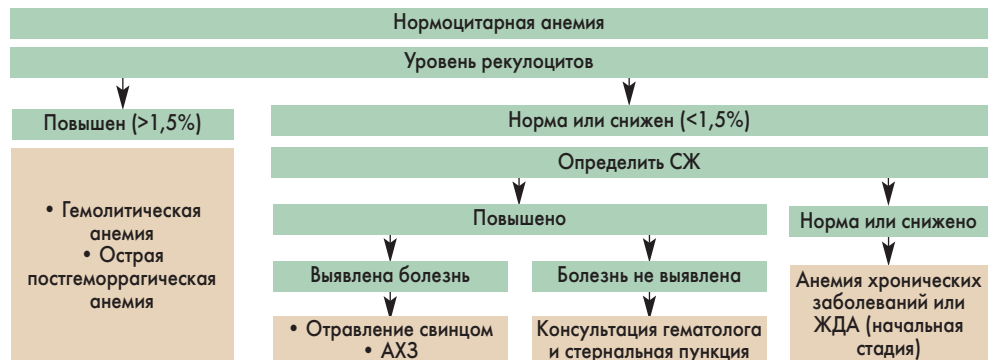 Нормоцитарная анемия
Уровень рекулоцитов
Повышен (>1,5%)
Норма или снижен (<1,5%)
• Гемолитическая
анемия
• Острая
постгеморрагическая
анемия
Определить СЖ
Повышено
Норма или снижено
Выявлена болезнь
Болезнь не выявлена
• Отравление свинцом
• АХЗ
Консультация гематолога
и стернальная пункция
Анемия хронических
заболеваний или
ЖДА (начальная
стадия)